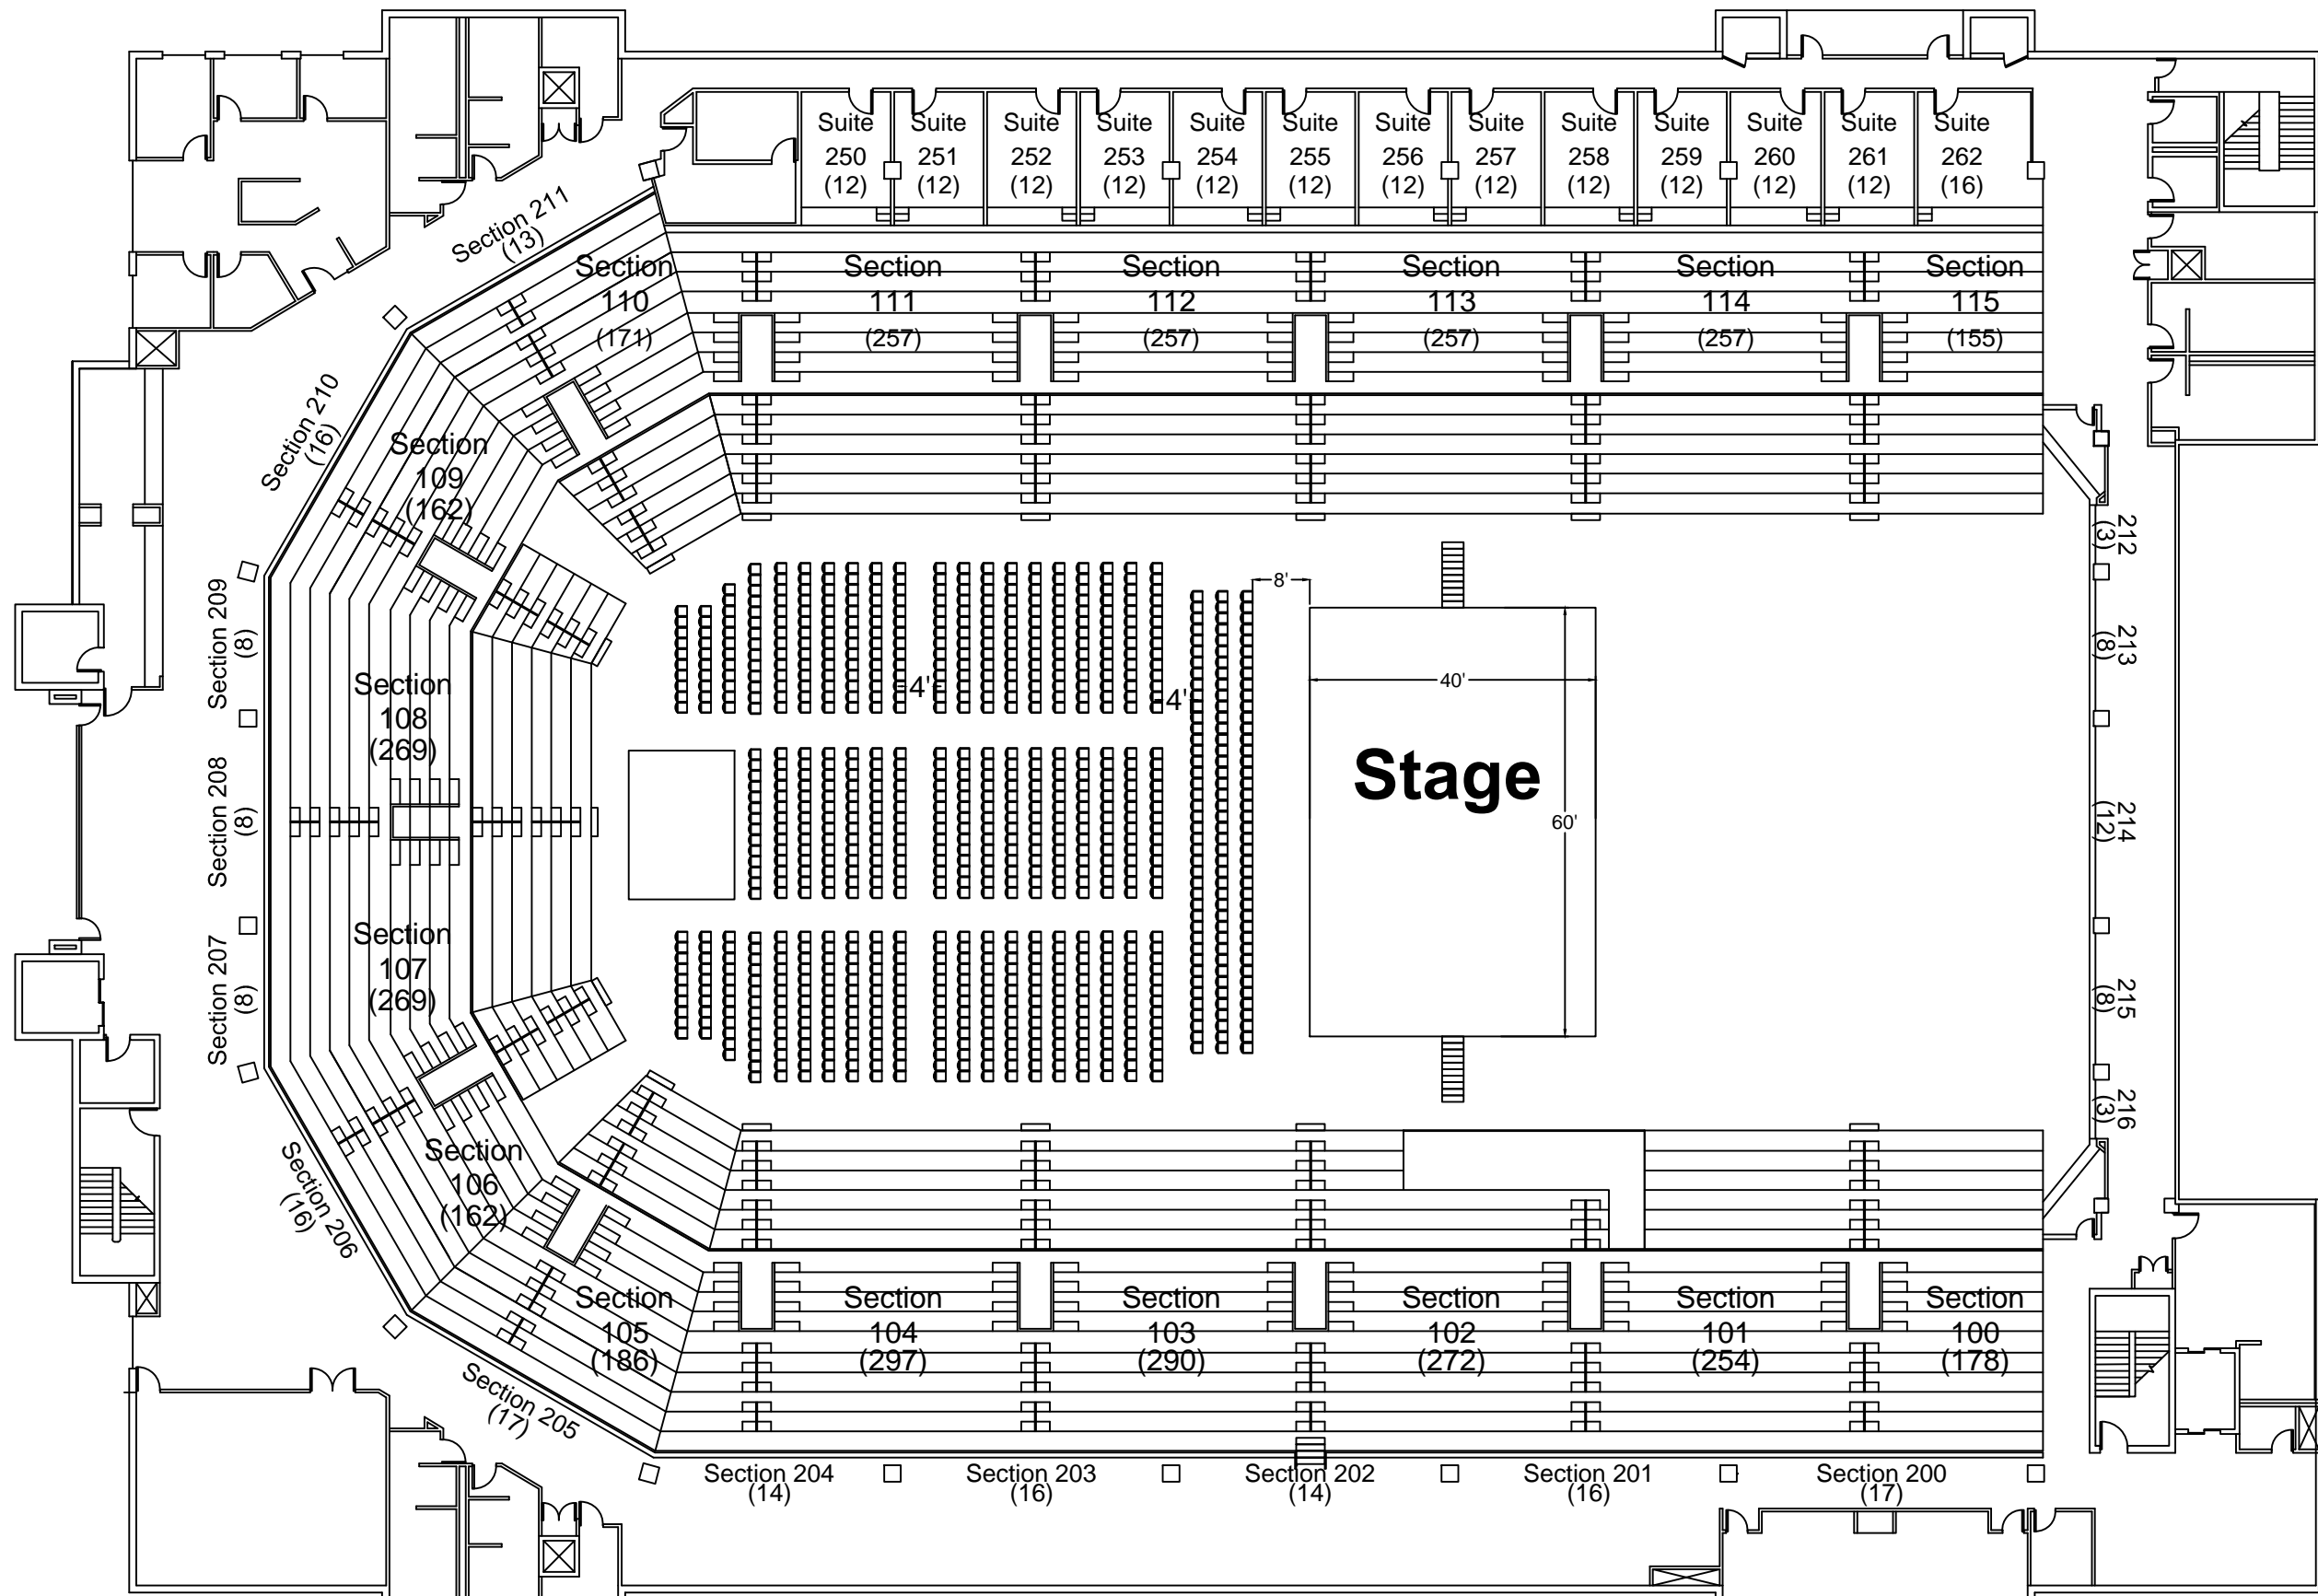 Suite
250
(12)
Suite
251
(12)
Suite
252
(12)
Suite
253
(12)
Suite
254
(12)
Suite
255
(12)
Suite
256
(12)
Suite
257
(12)
Suite
258
(12)
Suite
259
(12)
Suite
260
(12)
Suite
261
(12)
Suite
262
(16)
Section 211
(13)
Section
110
(171)
Section
111
(257)
Section
112
(257)
Section
113
(257)
Section
114
(257)
Section
115
(155)
Section 210
(16)
Section
109
(162)
Section 209
(8)
Section
108
(269)
Section 208
(8)
Section
107
(269)
Section 207
(8)
Section
106
(162)
Section 206
(16)
4'
4'
8'
40'
Stage
60'
212
(3)
213
(8)
214
(12)
215
(8)
216
(3)
Section
105
(186)
Section
104
(297)
Section
103
(290)
Section
102
(272)
Section
101
(254)
Section
100
(178)
Section 205
(17)
Section 204
(14)
Section 203
(16)
Section 202
(14)
Section 201
(16)
Section 200
(17)